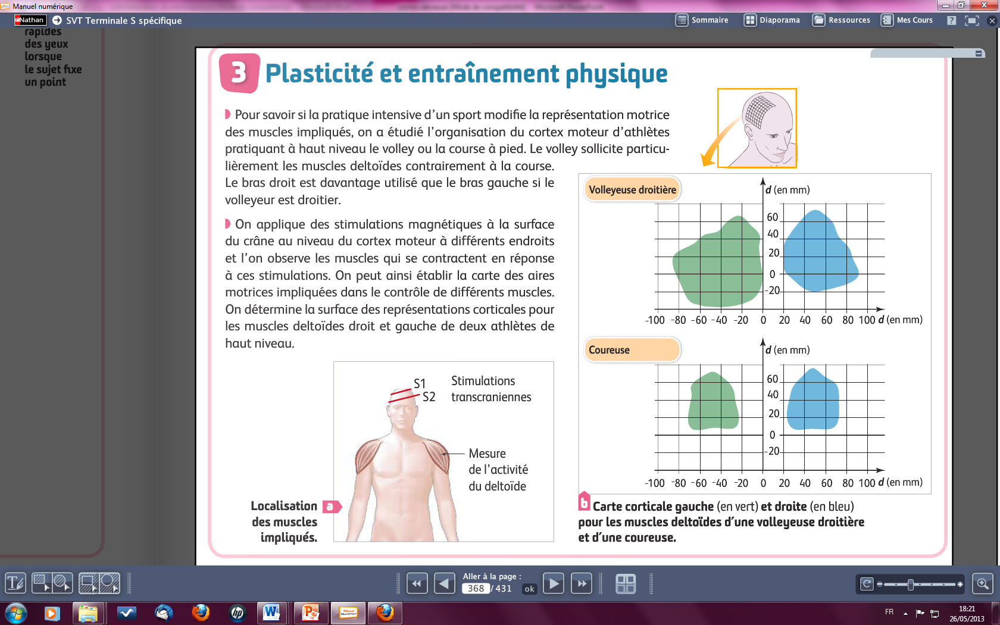 Manuel numérique
Nathan SVT Terminale S spécifique
Sommaire Diaporama Ressources Mes Cours ?
rapides
des yeux
lorsque
le sujet fixe
un point
3 Plasticité et entraînement physique
Pour savoir si la pratique intensive d'un sport modifie la représentation motrice
des muscles impliqués, on a étudié l'organisation du cortex moteur d'athlètes
pratiquant à haut niveau le volley ou la course à pied. Le volley sollicite particu-
lièrement les muscles deltoïdes contrairement à la course.
Le bras droit est davantage utilisé que le bras gauche si le
volleyeur est droitier.
On applique des stimulations magnétiques à la surface
du crâne au niveau du cortex moteur à différents endroits
et l'on observe les muscles qui se contractent en réponse
à ces stimulations. On peut ainsi établir la carte des aires
motrices impliquées dans le contrôle de différents muscles.
On détermine la surface des représentations corticales pour
les muscles deltoïdes droit et gauche de deux athlètes de
haut niveau.
S1
S2
Stimulations
transcraniennes
Mesure
de l'activité
du deltoïde
Localisation a
des muscles
impliqués.
Volleyeuse droitière
d (en mm)
60
40
20
0
-20
-100 -80 -60 -40 -20 0 20 40 60 80 100 d (en mm)
Coureuse
d (en mm)
60
40
20
0
-20
-100 -80 -60 -40 -20 0 20 40 60 80 100 d (en mm)
b Carte corticale gauche (en vert) et droite (en bleu)
pour les muscles deltoïdes d'une volleyeuse droitière
et d'une coureuse.
Aller à la page :
368 / 431 ok
FR
18:21
26/05/2013